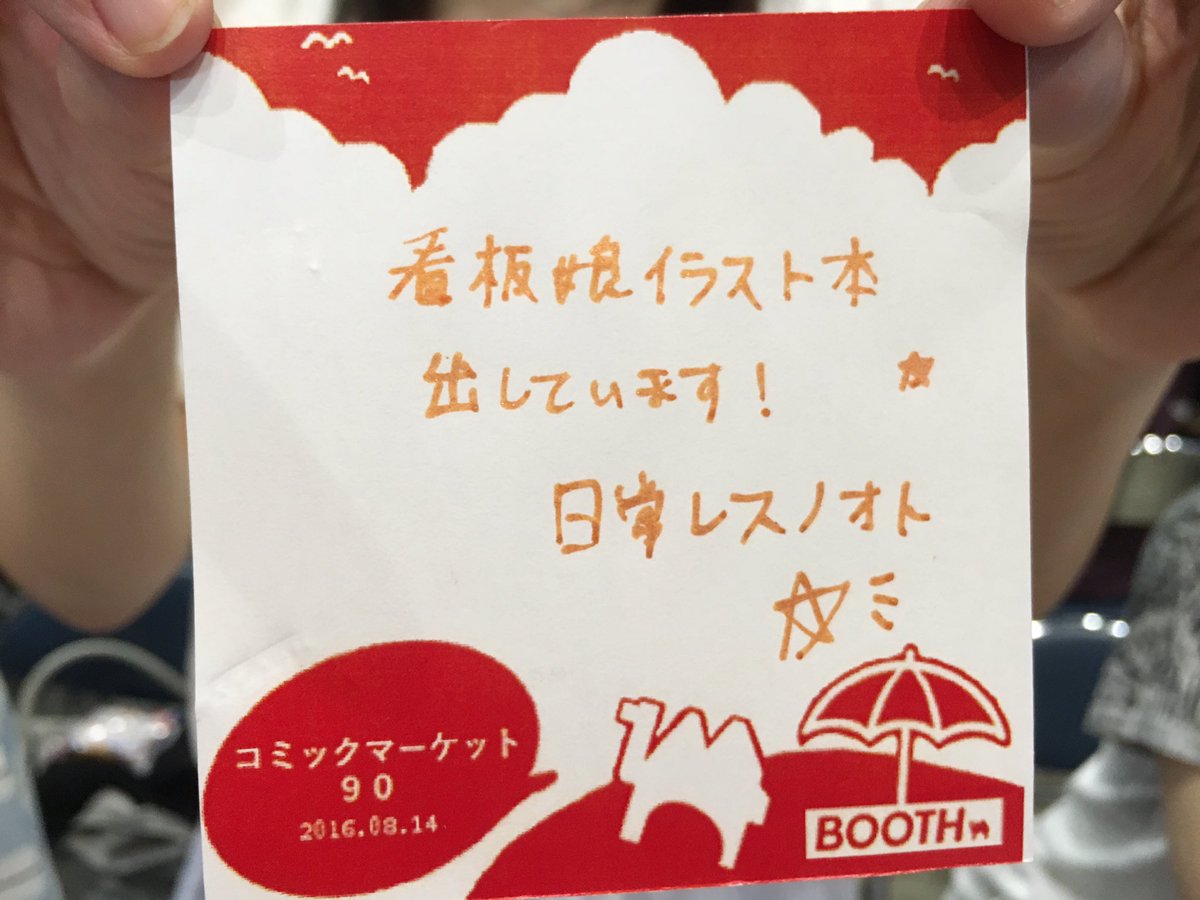 看板娘イラスト本
出しています!
日常レスノオト
コミックマーケット
90
2016.08.14
BOOTH